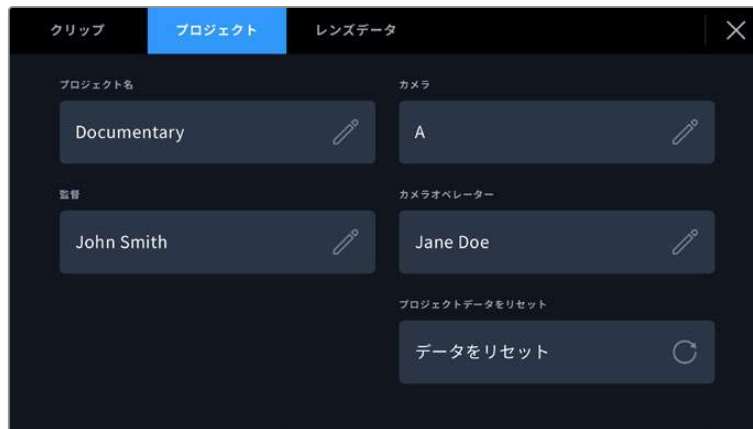 クリップ プロジェクト レンズデータ
プロジェクト名 カメラ
Documentary A
監督 カメラオペレーター
John Smith Jane Doe
プロジェクトデータをリセット
データをリセット